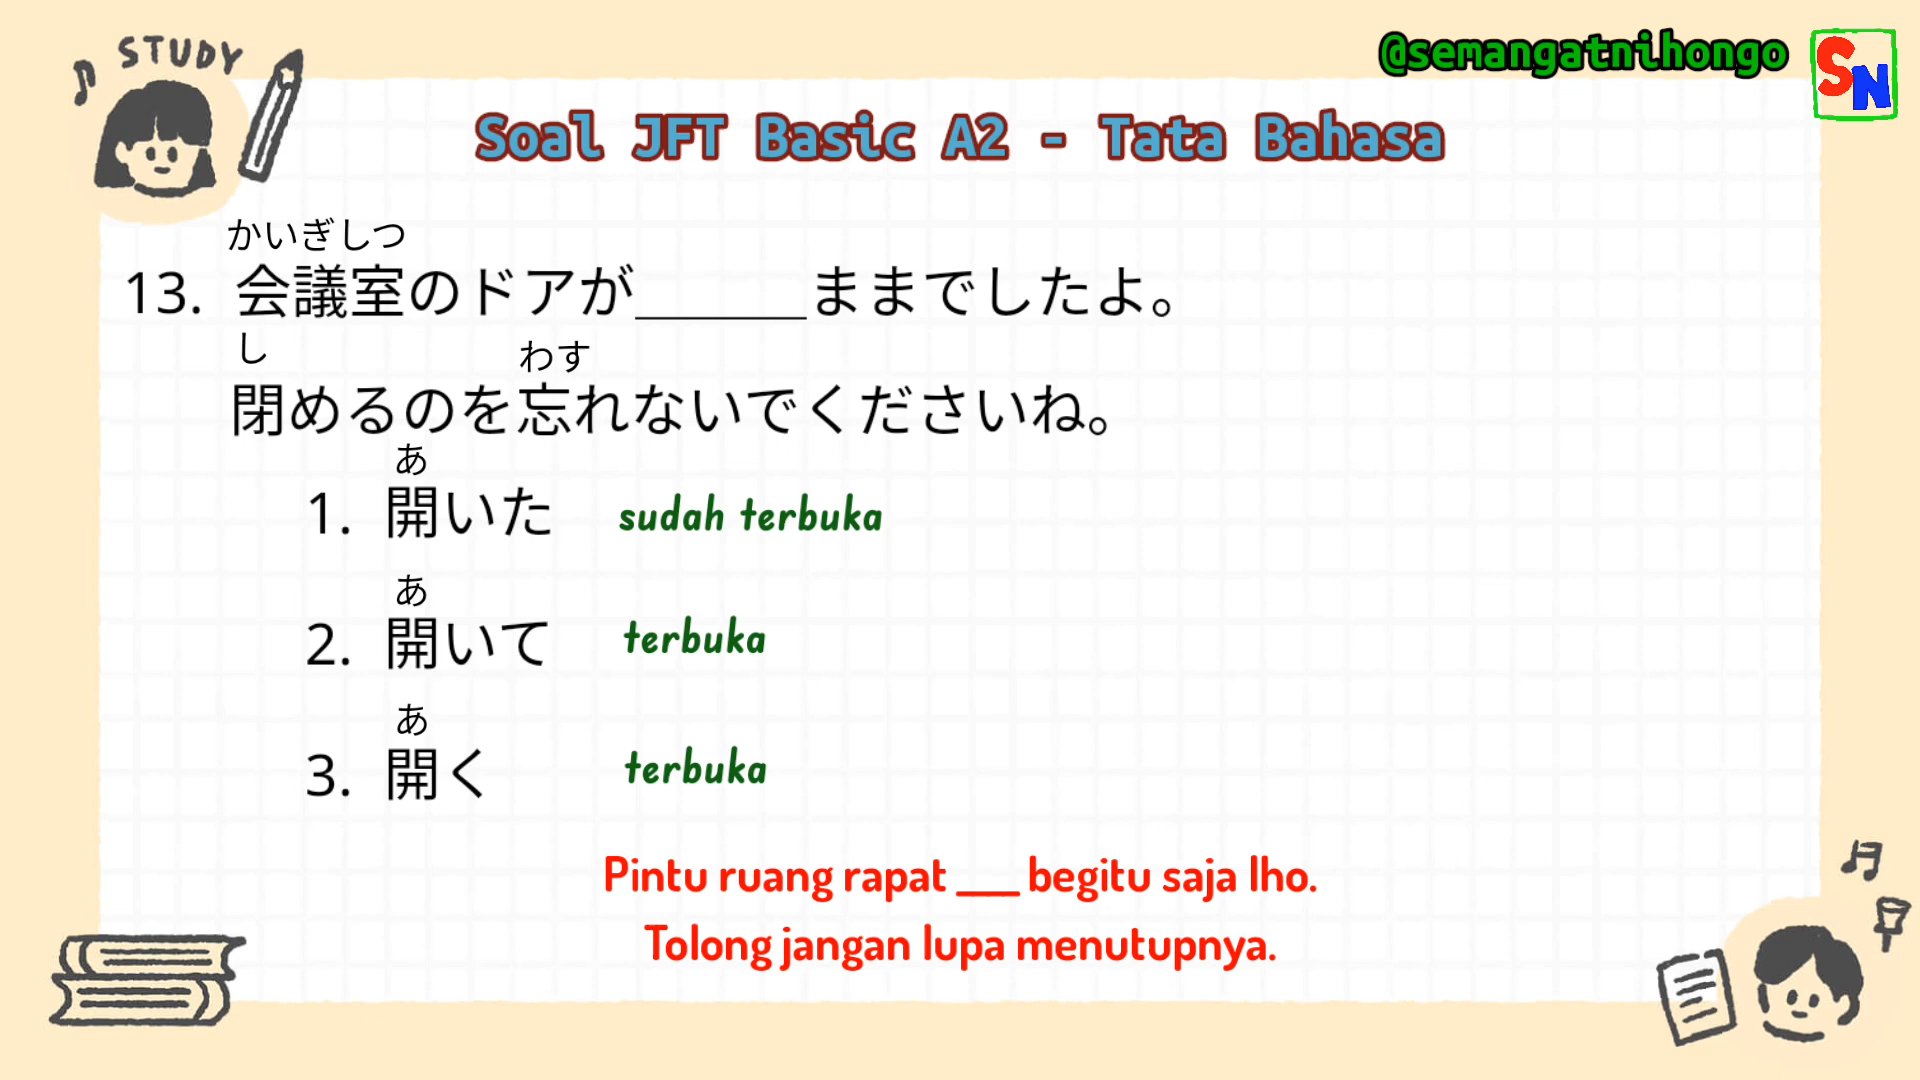 STUDY
@semangatnihongo
SN
Soal JFT Basic A2 - Tata Bahasa
かいぎしつ
13. 会議室のドアが______ままでしたよ。
し わす
閉めるのを忘れないでくださいね。
あ
1. 開いた sudah terbuka
あ
2. 開いて terbuka
あ
3. 開く terbuka
Pintu ruang rapat ___ begitu saja lho.
Tolong jangan lupa menutupnya.